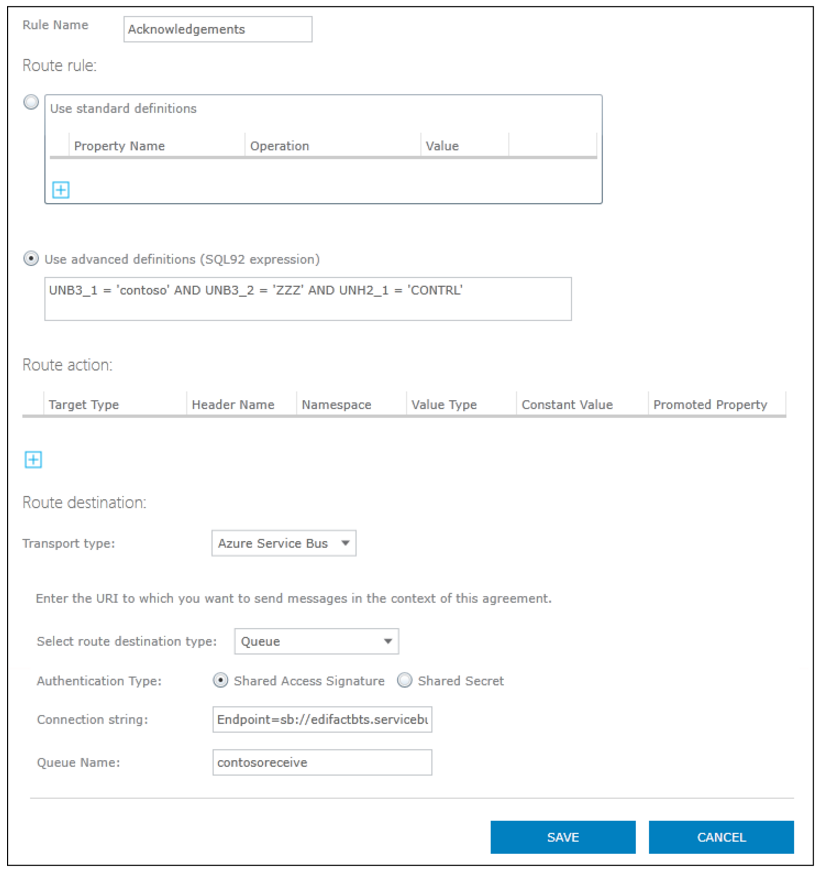 Rule Name Acknowledgements
Route rule:
Use standard definitions
Property Name Operation Value
Use advanced definitions (SQL92 expression)
UNB3_1 = 'contoso' AND UNB3_2 = 'ZZZ' AND UNH2_1 = 'CONTRL'
Route action:
Target Type Header Name Namespace Value Type Constant Value Promoted Property
Route destination:
Transport type: Azure Service Bus
Enter the URI to which you want to send messages in the context of this agreement.
Select route destination type: Queue
Authentication Type: Shared Access Signature Shared Secret
Connection string: Endpoint=sb://edifactbts.servicebu
Queue Name: contosoreceive
SAVE CANCEL